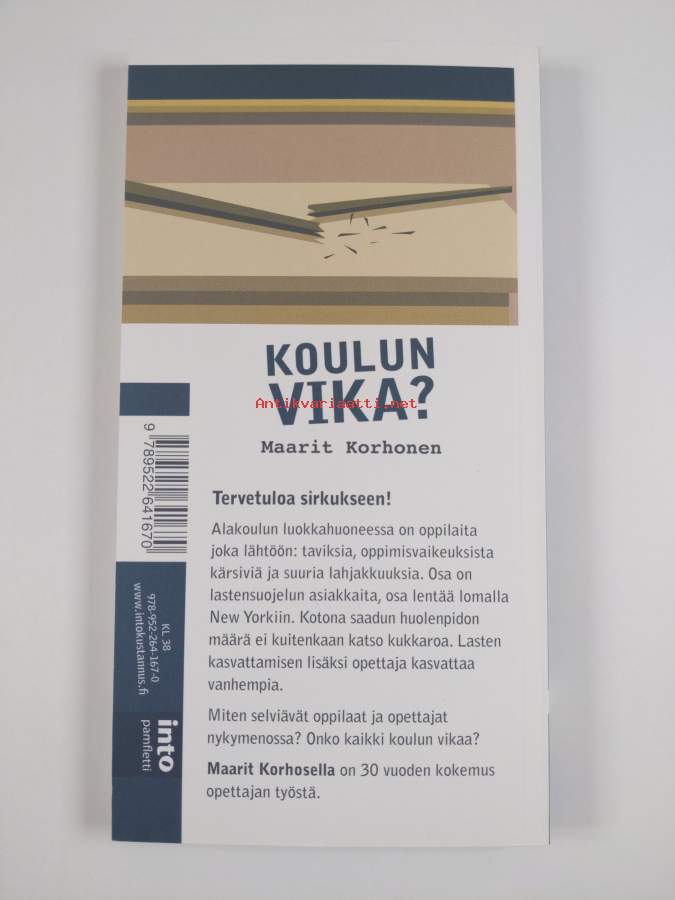 KOULUN
VIKA?
Antikvariaatti.net
Maarit Korhonen
Tervetuloa sirkukseen!
Alakoulun luokkahuoneessa on oppilaita
joka lähtöön: taviksia, oppimisvaikeuksista
kärsiviä ja suuria lahjakkuuksia. Osa on
lastensuojelun asiakkaita, osa lentää lomalla
New Yorkiin. Kotona saadun huolenpidon
määrä ei kuitenkaan katso kukkaroa. Lasten
kasvattamisen lisäksi opettaja kasvattaa
vanhempia.
Miten selviävät oppilaat ja opettajat
nykymenossa? Onko kaikki koulun vikaa?
Maarit Korhosella on 30 vuoden kokemus
opettajan työstä.
9 789522 641670
KL 38
978-952-264-167-0
www.intokustannus.fi
into
pamfletti